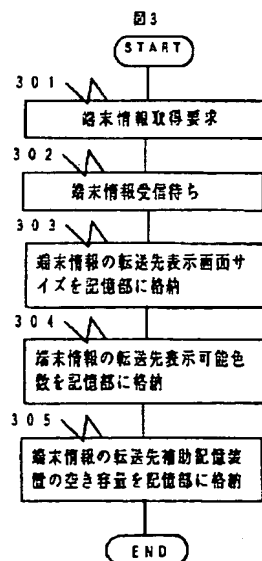 図3
START
301
端末情報取得要求
302
端末情報受信待ち
303
端末情報の転送先表示画面サ
イズを記憶部に格納
304
端末情報の転送先表示可能色
数を記憶部に格納
305
端末情報の転送先補助記憶装
置の空き容量を記憶部に格納
END